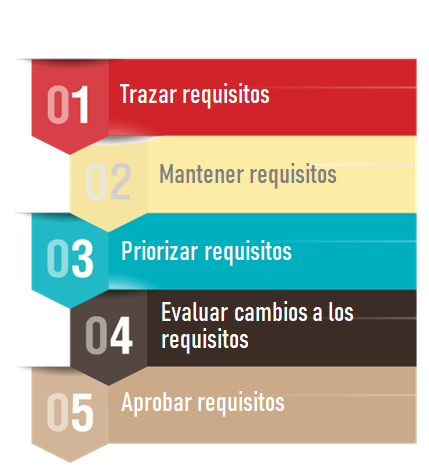 01 Trazar requisitos
02 Mantener requisitos
03 Priorizar requisitos
04 Evaluar cambios a los
requisitos
05 Aprobar requisitos